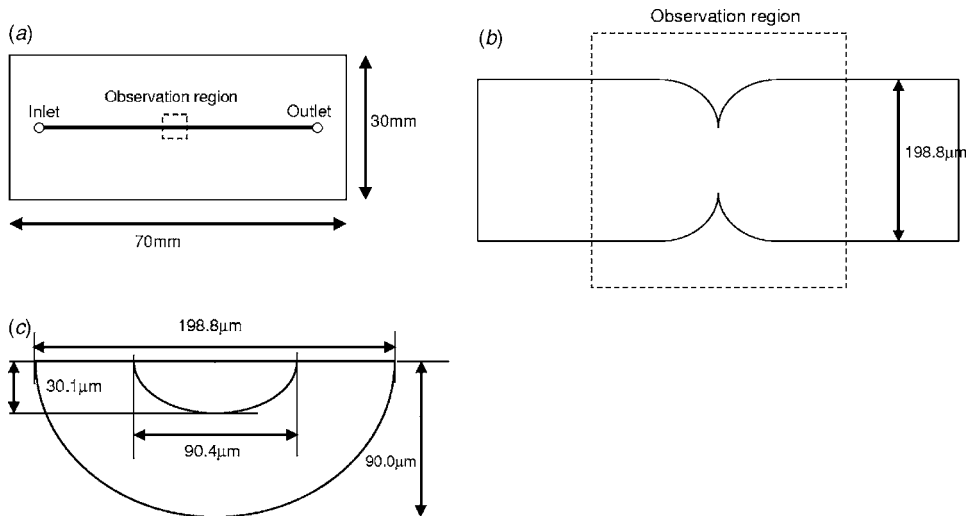 (a)
Observation region
Inlet
Outlet
30mm
70mm
Observation region
(b)
198.8μm
(c)
198.8μm
30.1μm
90.4μm
90.0μm